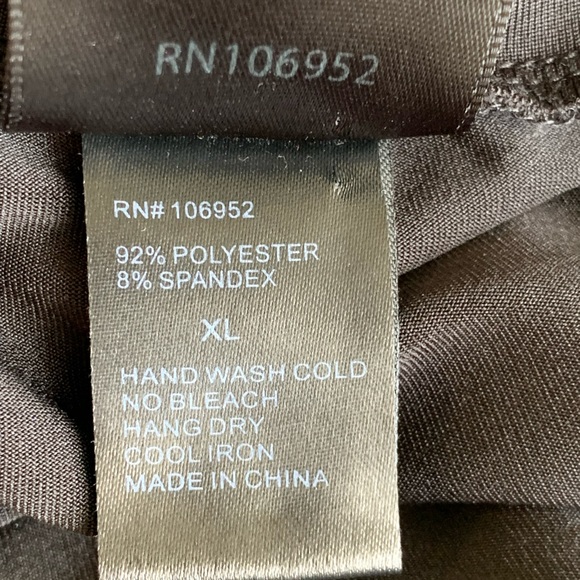 RN106952
RN# 106952
92% POLYESTER
8% SPANDEX
XL
HAND WASH COLD
NO BLEACH
HANG DRY
COOL IRON
MADE IN CHINA